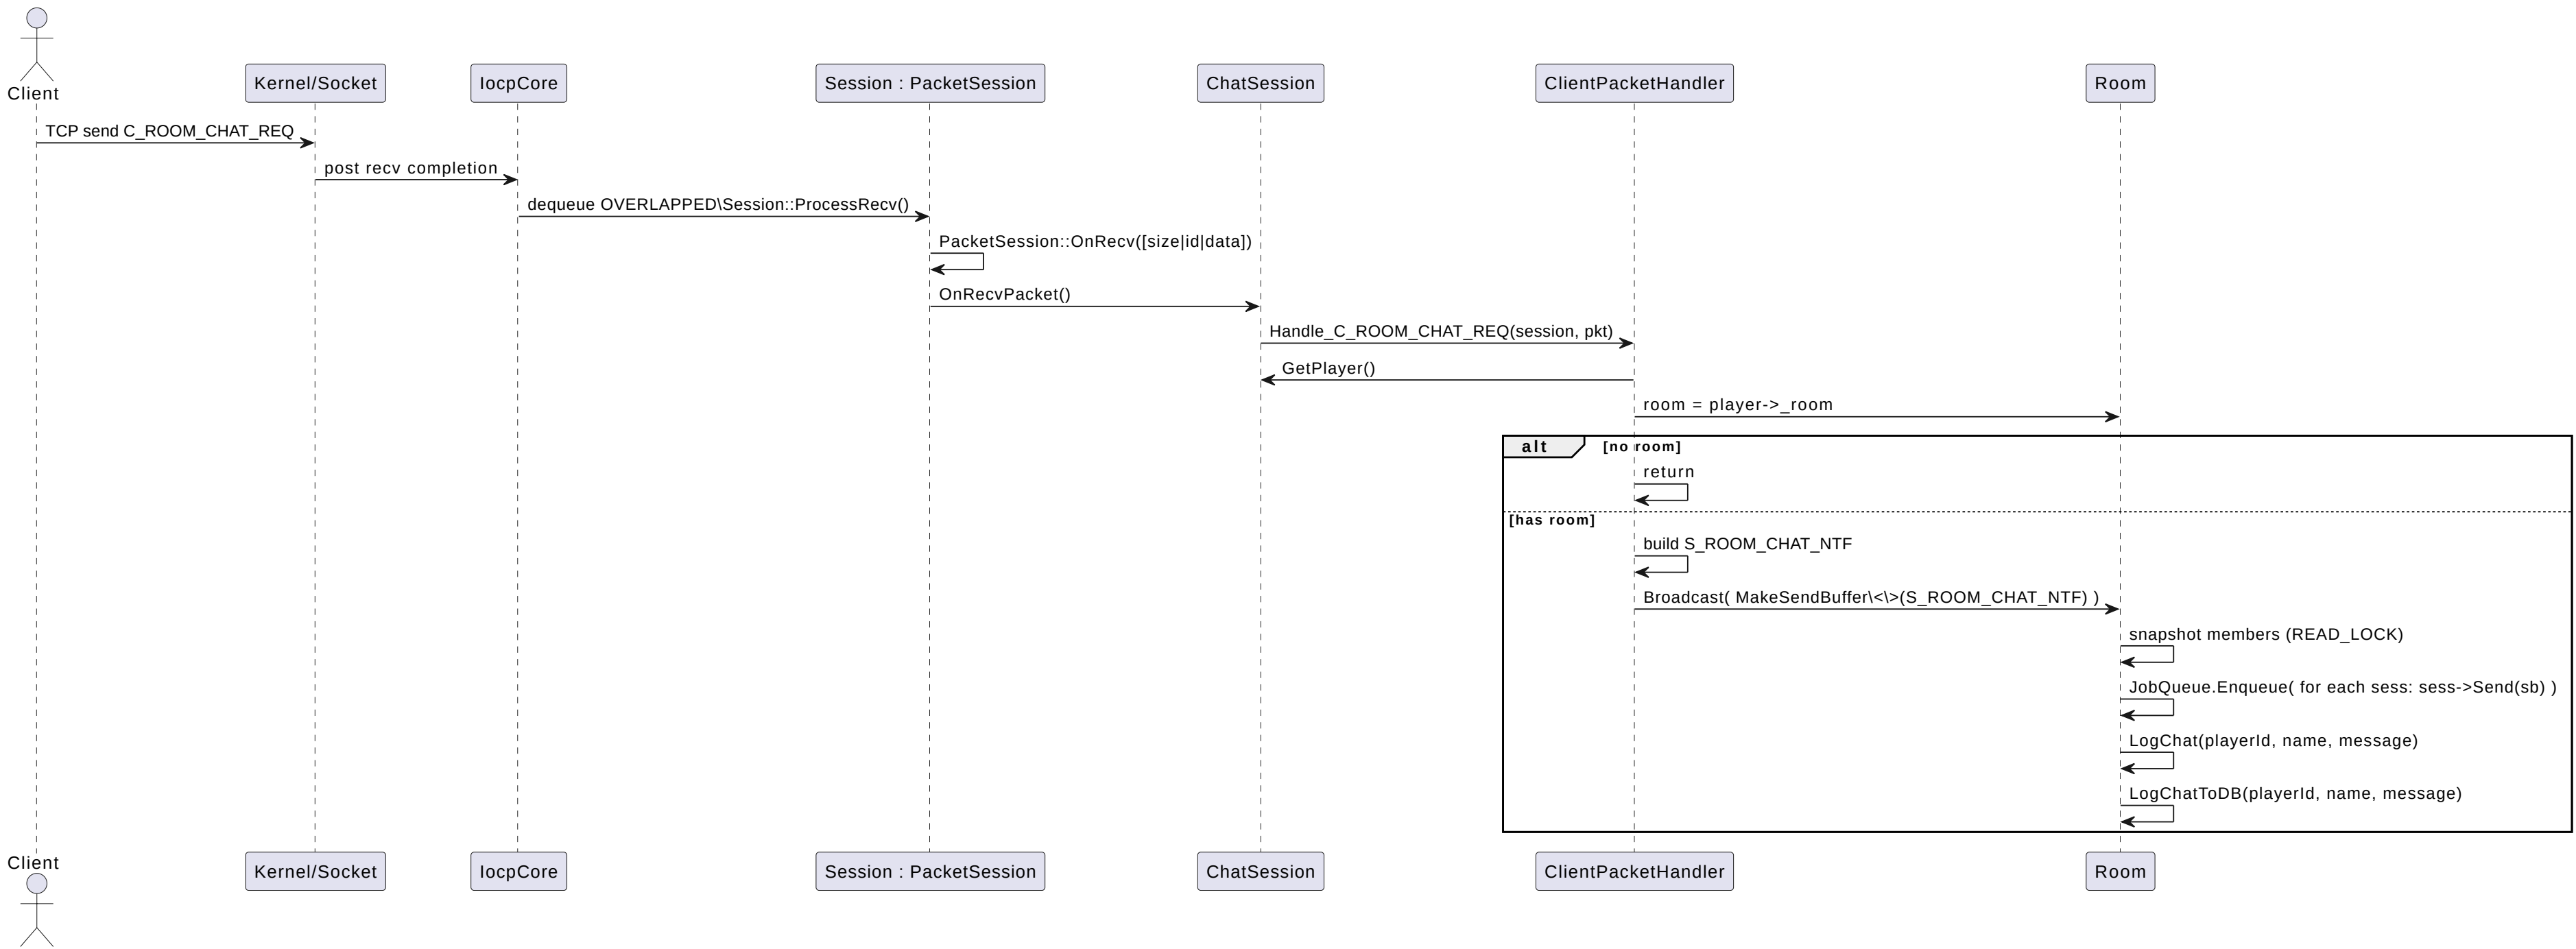 Client
Kernel/Socket
IocpCore
Session : PacketSession
ChatSession
ClientPacketHandler
Room
TCP send C_ROOM_CHAT_REQ
post recv completion
dequeue OVERLAPPED\Session::ProcessRecv()
PacketSession::OnRecv([size|id|data])
OnRecvPacket()
Handle_C_ROOM_CHAT_REQ(session, pkt)
GetPlayer()
room = player->_room
alt [no room]
return
[has room]
build S_ROOM_CHAT_NTF
Broadcast( MakeSendBuffer\<\>(S_ROOM_CHAT_NTF) )
snapshot members (READ_LOCK)
JobQueue.Enqueue( for each sess: sess->Send(sb) )
LogChat(playerId, name, message)
LogChatToDB(playerId, name, message)
Client
Kernel/Socket
IocpCore
Session : PacketSession
ChatSession
ClientPacketHandler
Room